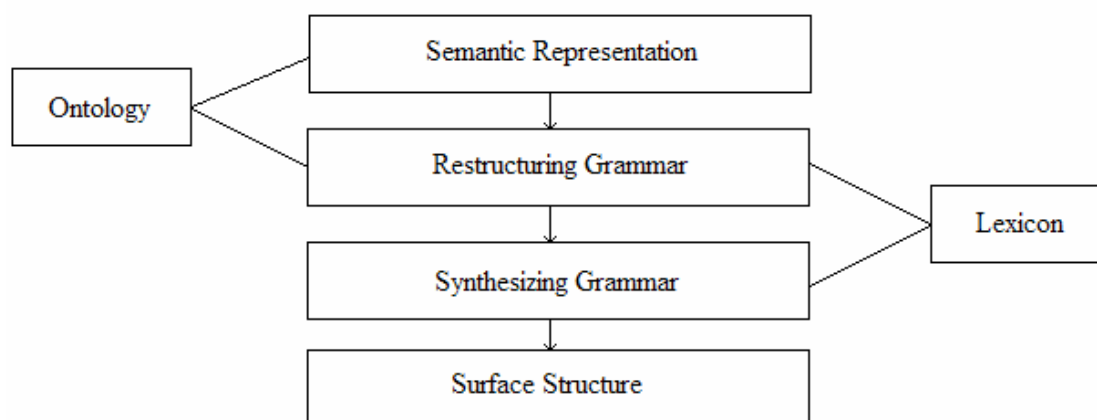 Semantic Representation
Ontology
Restructuring Grammar
Lexicon
Synthesizing Grammar
Surface Structure